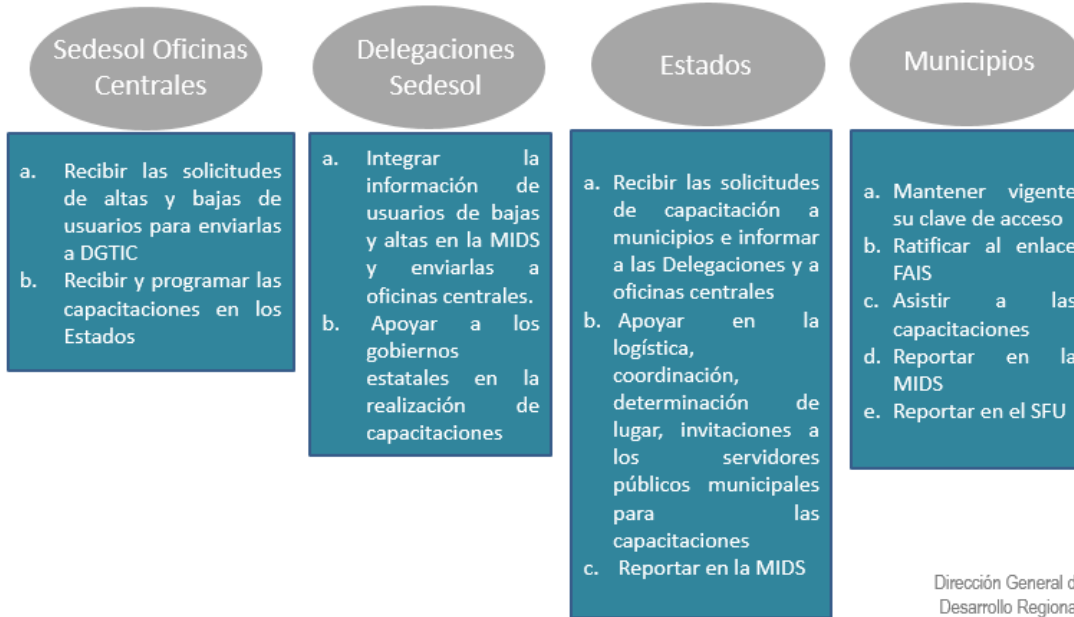 Sedesol Oficinas
Centrales
a. Recibir las solicitudes
de altas y bajas de
usuarios para enviarlas
a DGTIC
b. Recibir y programar las
capacitaciones en los
Estados
Delegaciones
Sedesol
a. Integrar la
información de
usuarios de bajas
y altas en la MIDS
y enviarlas a
oficinas centrales.
b. Apoyar a los
gobiernos
estatales en la
realización de
capacitaciones
Estados
a. Recibir las solicitudes
de capacitación a
municipios e informar
a las Delegaciones y a
oficinas centrales
b. Apoyar en la
logística,
coordinación,
determinación de
lugar, invitaciones a
los servidores
públicos municipales
para las
capacitaciones
c. Reportar en la MIDS
Municipios
a. Mantener vigente
su clave de acceso
b. Ratificar al enlace
FAIS
c. Asistir a las
capacitaciones
d. Reportar en la
MIDS
e. Reportar en el SFU
Dirección General d
Desarrollo Regiona